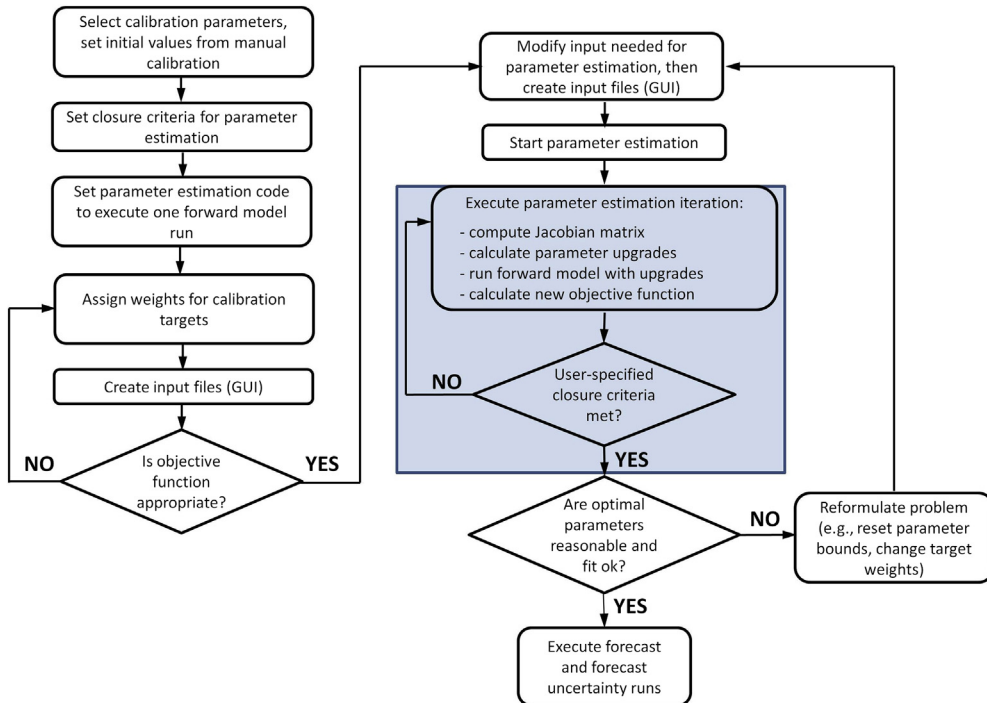 Select calibration parameters,
set initial values from manual
calibration
Set closure criteria for parameter
estimation
Set parameter estimation code
to execute one forward model
run
Assign weights for calibration
targets
Create input files (GUI)
Is objective
function
appropriate?
NO
YES
Modify input needed for
parameter estimation, then
create input files (GUI)
Start parameter estimation
Execute parameter estimation iteration:
- compute Jacobian matrix
- calculate parameter upgrades
- run forward model with upgrades
- calculate new objective function
User-specified
closure criteria
met?
NO
YES
Are optimal
parameters
reasonable and
fit ok?
NO
Reformulate problem
(e.g., reset parameter
bounds, change target
weights)
YES
Execute forecast
and forecast
uncertainty runs